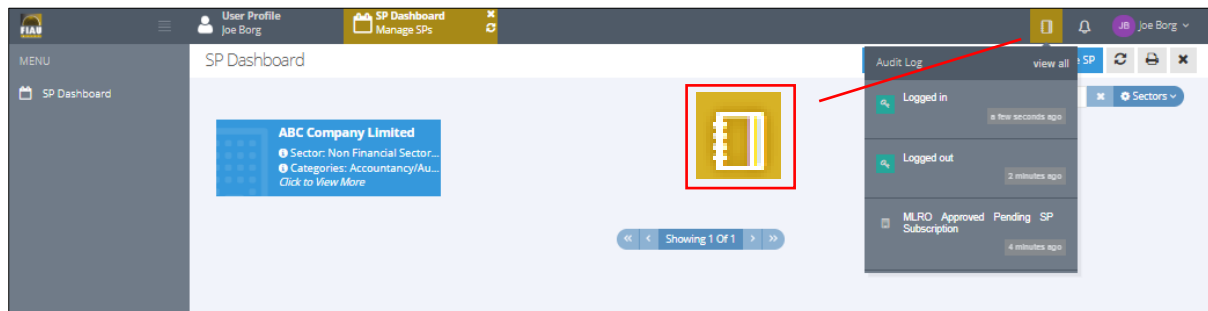 FIAU
User Profile
Joe Borg
SP Dashboard
Manage SPs
JB Joe Borg
MENU
SP Dashboard
SP Dashboard
Audit Log view all
SP
Sectors
Logged in
a few seconds ago
ABC Company Limited
Sector: Non Financial Sector...
Categories: Accountancy/Au...
Click to View More
Logged out
2 minutes ago
MLRO Approved Pending SP
Subscription
4 minutes ago
Showing 1 Of 1